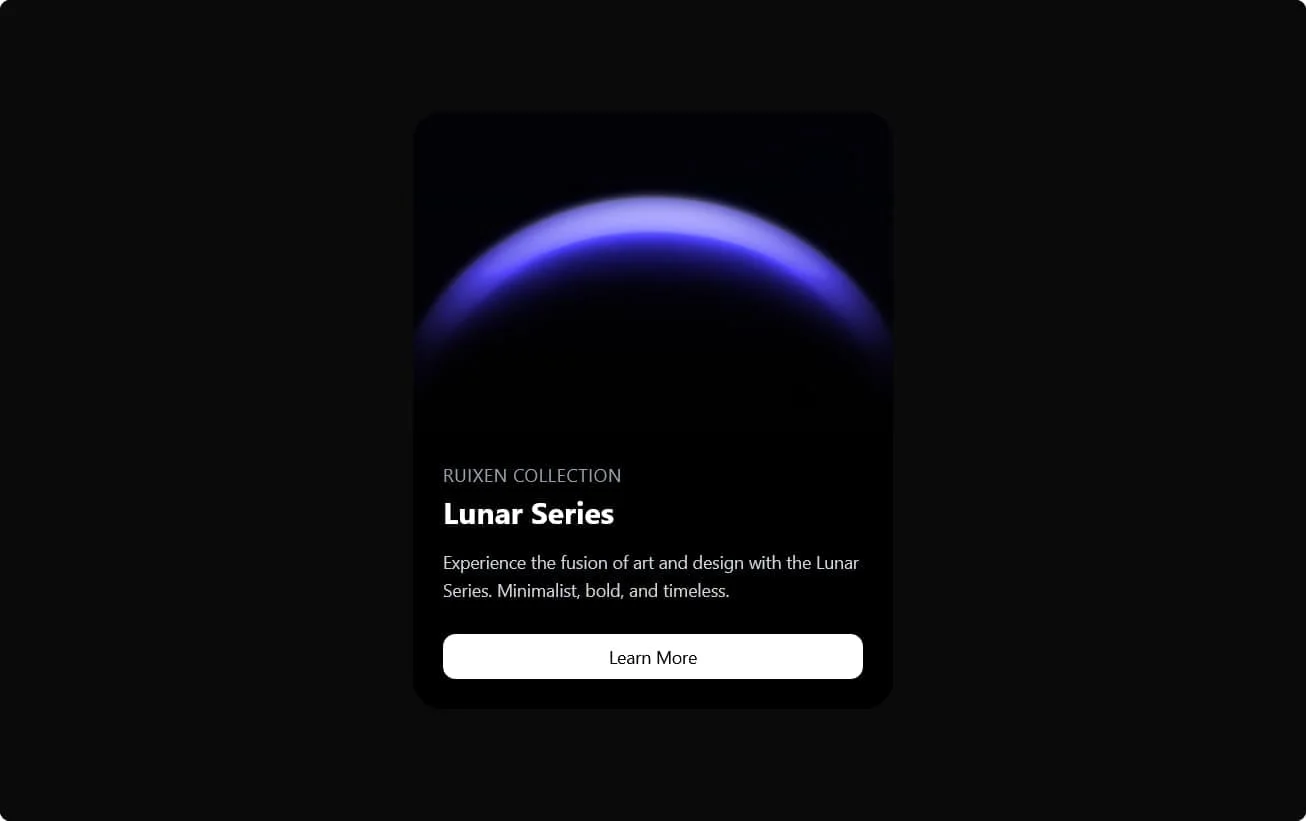 RUIXEN COLLECTION
Lunar Series
Experience the fusion of art and design with the Lunar
Series. Minimalist, bold, and timeless.
Learn More